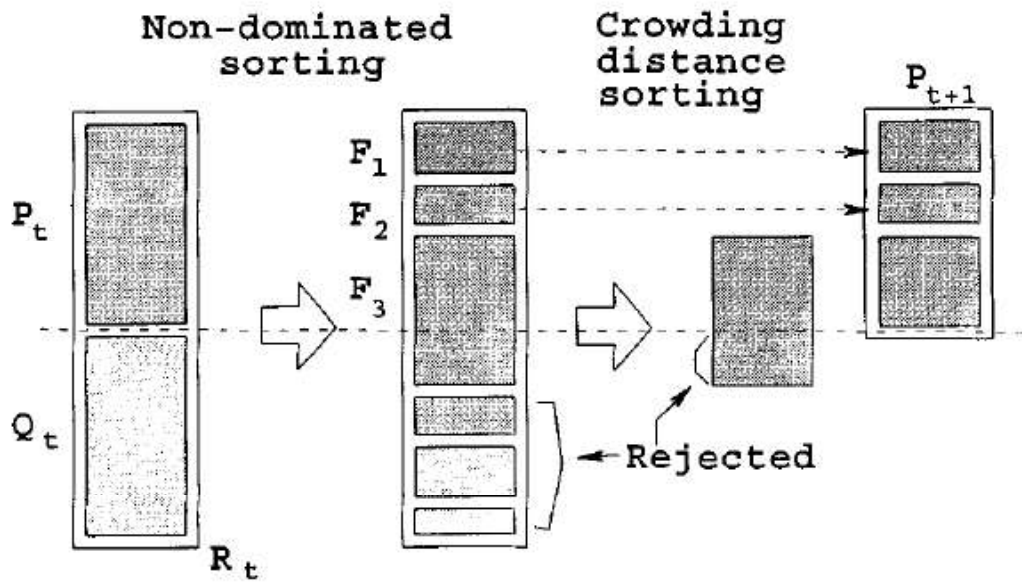 Non-dominated
sorting
Crowding
distance
sorting
P t+1
F 1
P t
F 2
F 3
Q t
Rejected
R t